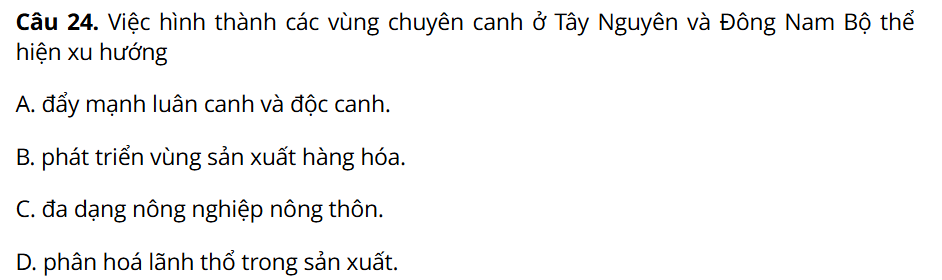 Câu 24. Việc hình thành các vùng chuyên canh ở Tây Nguyên và Đông Nam Bộ thể
hiện xu hướng
A. đẩy mạnh luân canh và độc canh.
B. phát triển vùng sản xuất hàng hóa.
C. đa dạng nông nghiệp nông thôn.
D. phân hoá lãnh thổ trong sản xuất.